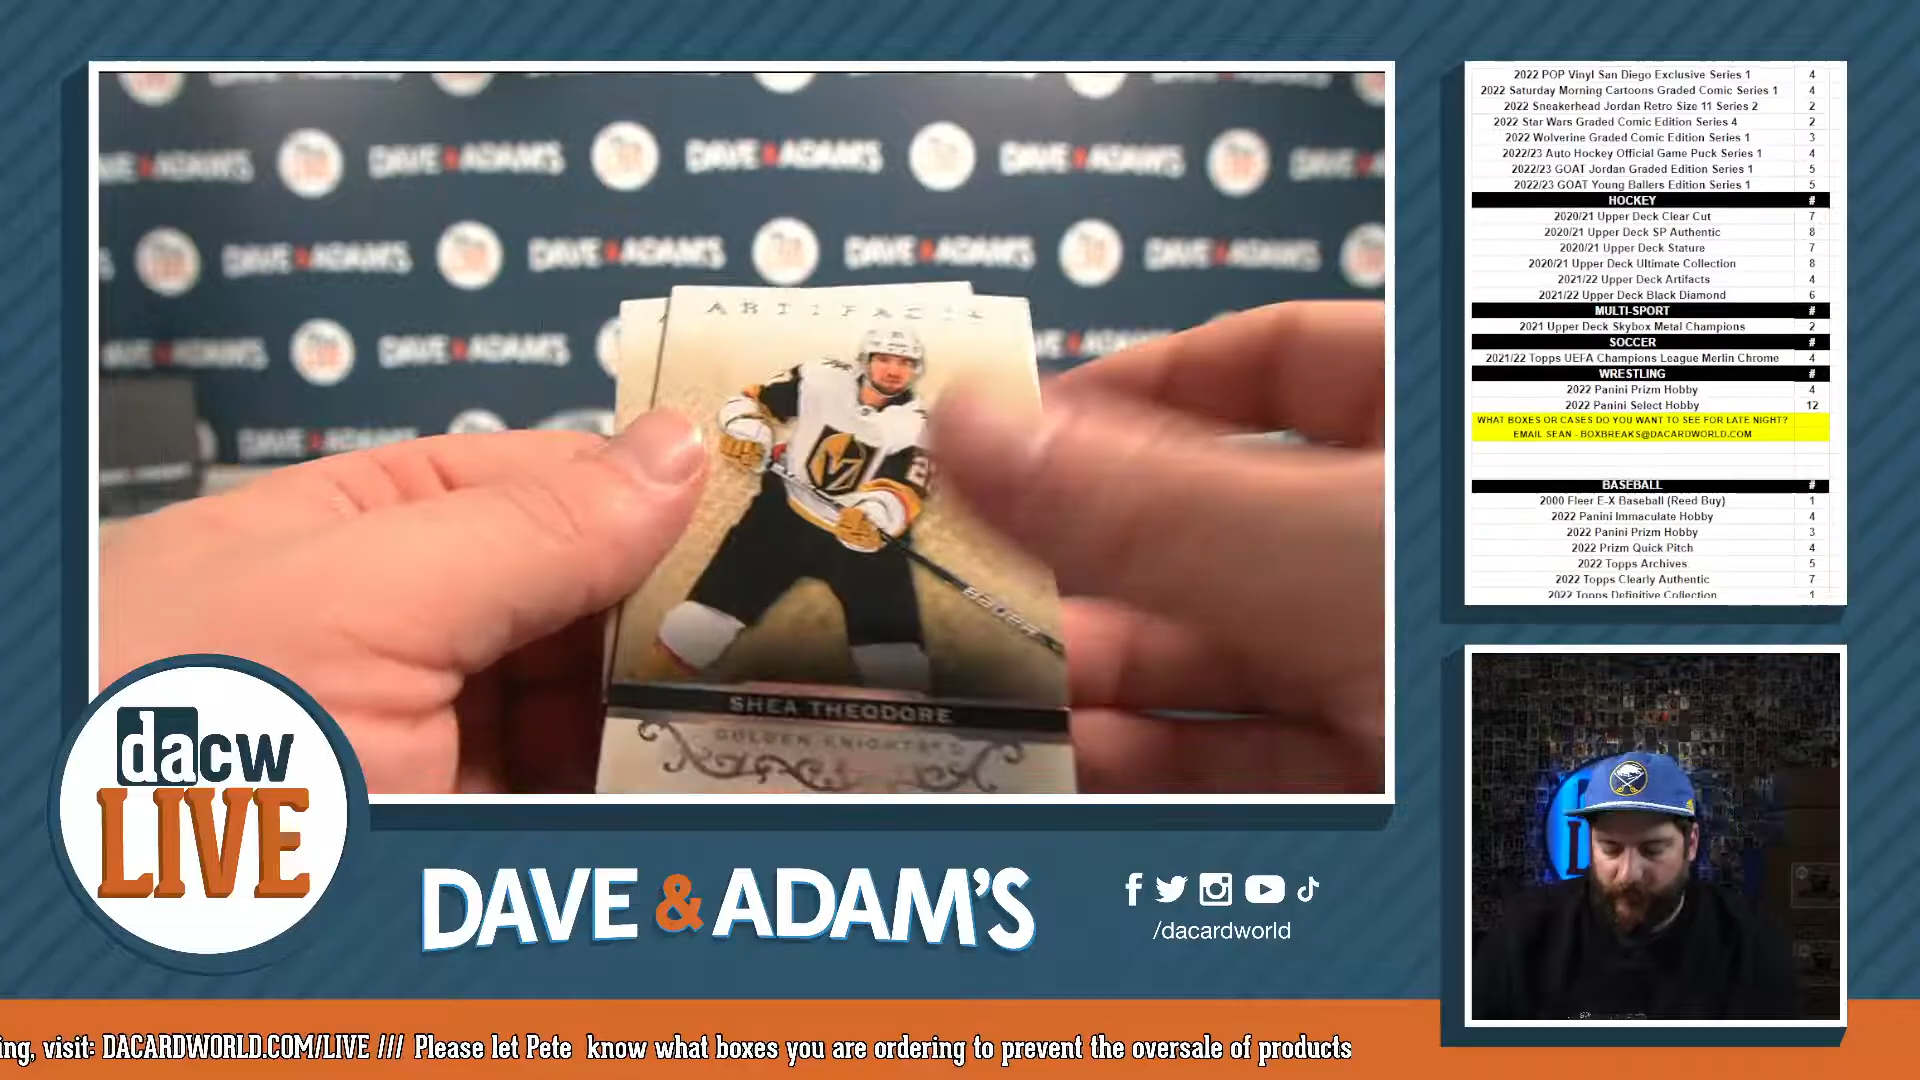 DAVE & ADAM'S
ARTIFACTS
BAUER
SHEA THEODORE
GOLDEN KNIGHTS
2022 POP Vinyl San Diego Exclusive Series 1 4
2022 Saturday Morning Cartoons Graded Comic Series 1 4
2022 Sneakerhead Jordan Retro Size 11 Series 2 2
2022 Star Wars Graded Comic Edition Series 4 2
2022 Wolverine Graded Comic Edition Series 1 3
2022/23 Auto Hockey Official Game Puck Series 1 4
2022/23 GOAT Jordan Graded Edition Series 1 5
2022/23 GOAT Young Ballers Edition Series 1 5
HOCKEY #
2020/21 Upper Deck Clear Cut 7
2020/21 Upper Deck SP Authentic 8
2020/21 Upper Deck Stature 7
2020/21 Upper Deck Ultimate Collection 8
2021/22 Upper Deck Artifacts 4
2021/22 Upper Deck Black Diamond 6
MULTI-SPORT #
2021 Upper Deck Skybox Metal Champions 2
SOCCER #
2021/22 Topps UEFA Champions League Merlin Chrome 4
WRESTLING #
2022 Panini Prizm Hobby 4
2022 Panini Select Hobby 12
WHAT BOXES OR CASES DO YOU WANT TO SEE FOR LATE NIGHT?
EMAIL SEAN - BOXBREAKS@DACARDWORLD.COM
BASEBALL #
2000 Fleer E-X Baseball (Reed Buy) 1
2022 Panini Immaculate Hobby 4
2022 Panini Prizm Hobby 3
2022 Prizm Quick Pitch 4
2022 Topps Archives 5
2022 Topps Clearly Authentic 7
2022 Topps Definitive Collection 1
dacw
LIVE
DAVE & ADAM'S
/dacardworld
ing, visit: DACARDWORLD.COM/LIVE /// Please let Pete know what boxes you are ordering to prevent the oversale of products